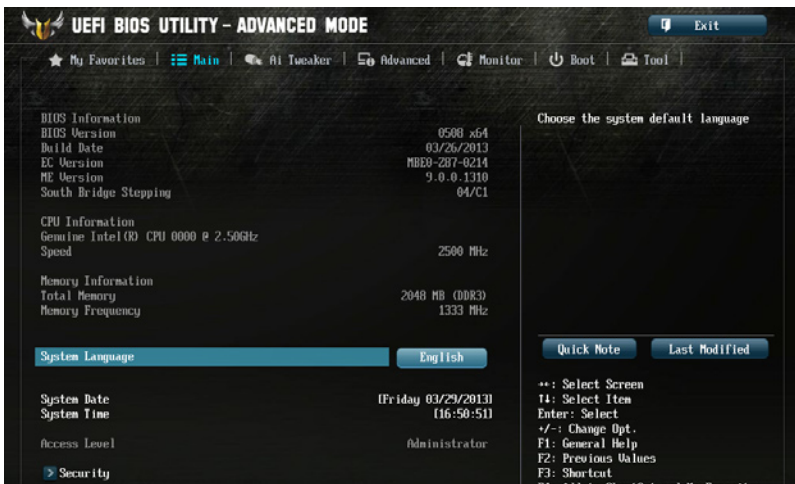 UEFI BIOS UTILITY – ADVANCED MODE
Exit
My Favorites | Main | Ai Tweaker | Advanced | Monitor | Boot | Tool |
BIOS Information
BIOS Version 0508 x64
Build Date 03/26/2013
EC Version MBE0-Z87-0214
ME Version 9.0.0.1310
South Bridge Stepping 04/C1
CPU Information
Genuine Intel(R) CPU 0000 @ 2.50GHz
Speed 2500 MHz
Memory Information
Total Memory 2048 MB (DDR3)
Memory Frequency 1333 MHz
System Language English
System Date [Friday 03/29/2013]
System Time [16:50:51]
Access Level Administrator
> Security
Choose the system default language
Quick Note Last Modified
→←: Select Screen
↑↓: Select Item
Enter: Select
+/-: Change Opt.
F1: General Help
F2: Previous Values
F3: Shortcut